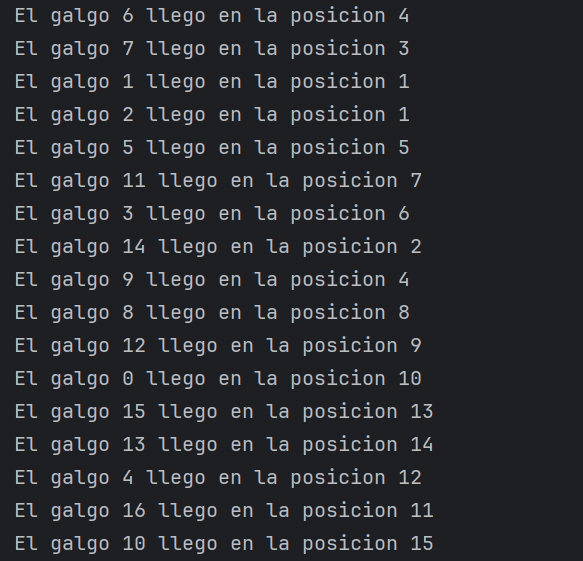 El galgo 6 llego en la posicion 4
El galgo 7 llego en la posicion 3
El galgo 1 llego en la posicion 1
El galgo 2 llego en la posicion 1
El galgo 5 llego en la posicion 5
El galgo 11 llego en la posicion 7
El galgo 3 llego en la posicion 6
El galgo 14 llego en la posicion 2
El galgo 9 llego en la posicion 4
El galgo 8 llego en la posicion 8
El galgo 12 llego en la posicion 9
El galgo 0 llego en la posicion 10
El galgo 15 llego en la posicion 13
El galgo 13 llego en la posicion 14
El galgo 4 llego en la posicion 12
El galgo 16 llego en la posicion 11
El galgo 10 llego en la posicion 15